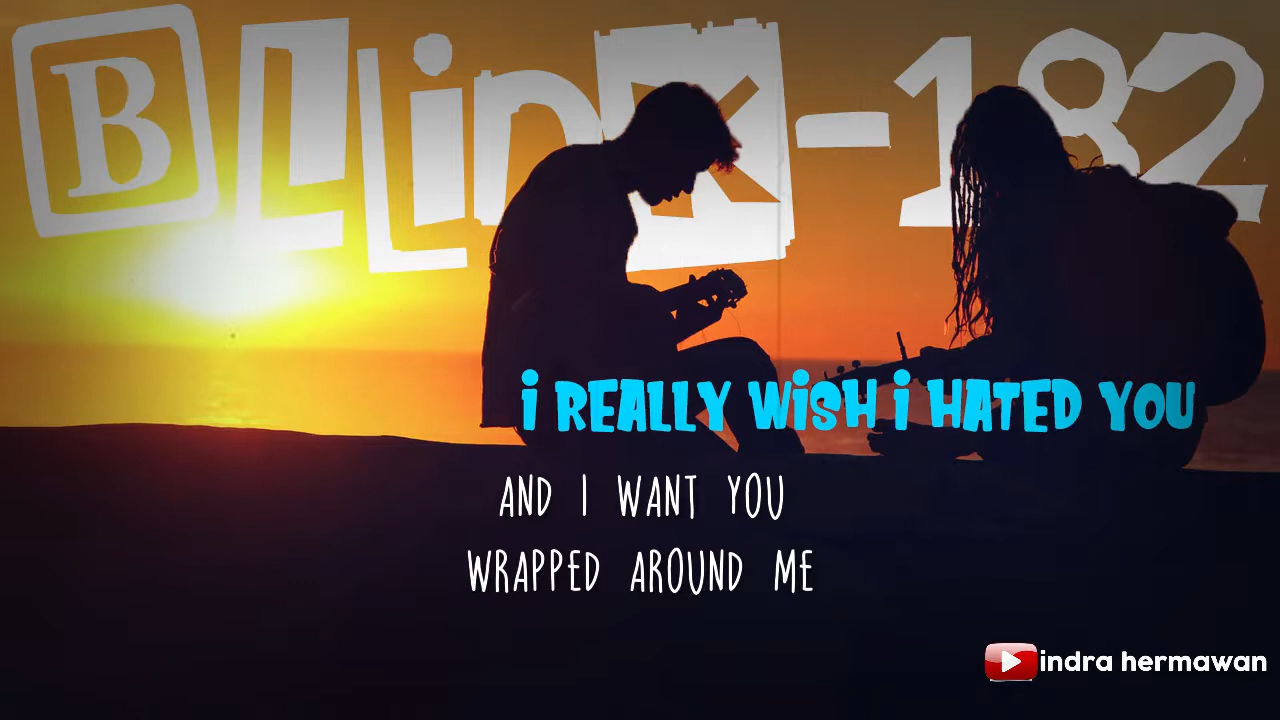 BLink-182
i REALLY WiSH i HATED YOU
AND I WANT YOU
WRAPPED AROUND ME
indra hermawan